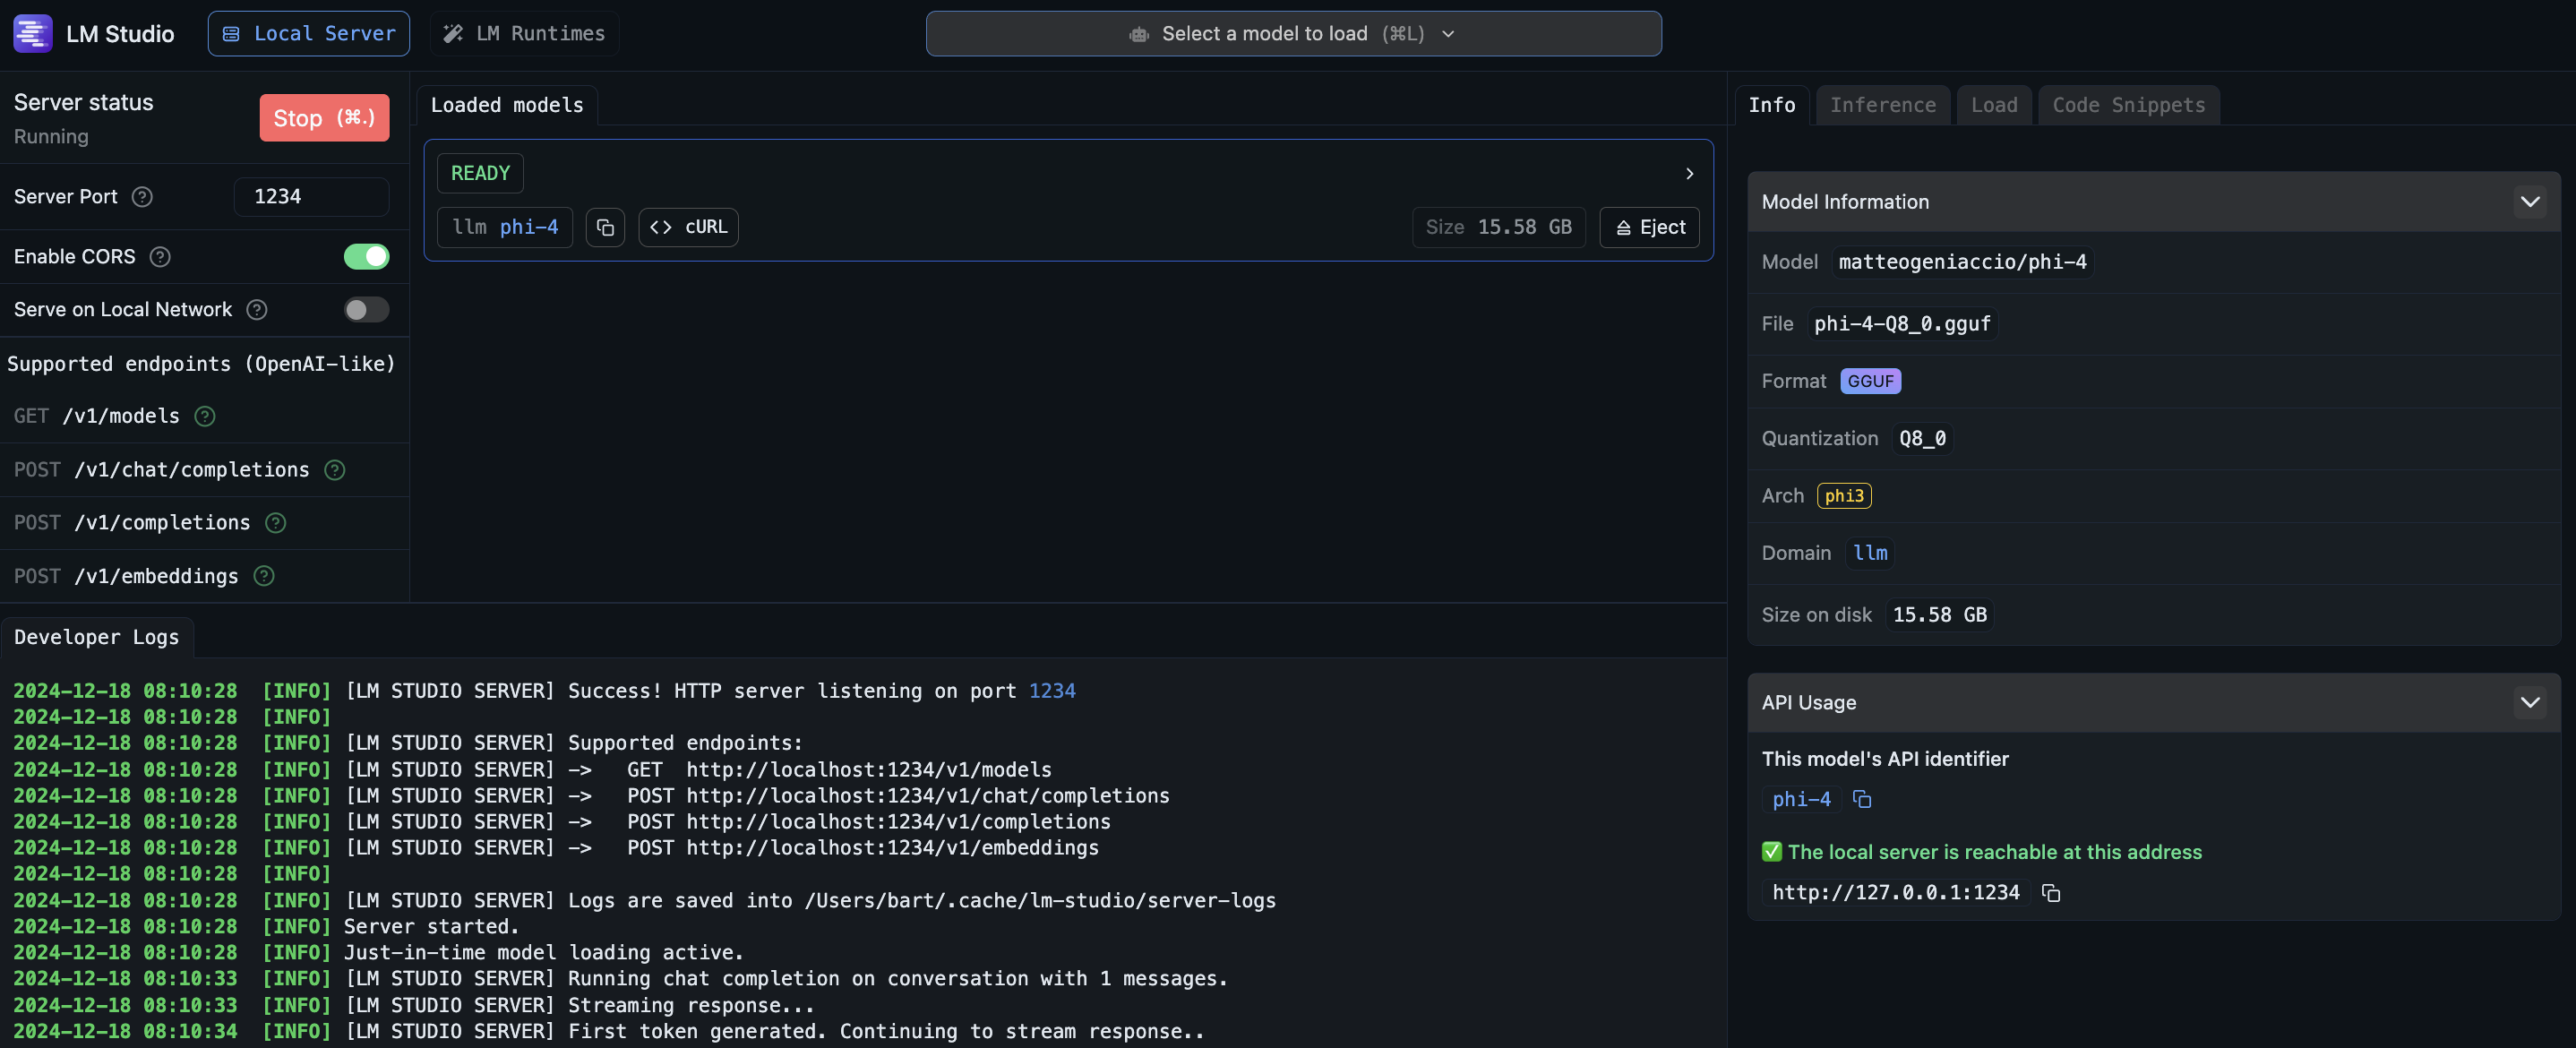 LM Studio
Local Server
LM Runtimes
Select a model to load (⌘L)
Server status
Running
Stop (⌘.)
Server Port
1234
Enable CORS
Serve on Local Network
Supported endpoints (OpenAI-like)
GET /v1/models
POST /v1/chat/completions
POST /v1/completions
POST /v1/embeddings
Loaded models
READY
llm phi-4
<> cURL
Size 15.58 GB
Eject
Developer Logs
2024-12-18 08:10:28 [INFO] [LM STUDIO SERVER] Success! HTTP server listening on port 1234
2024-12-18 08:10:28 [INFO]
2024-12-18 08:10:28 [INFO] [LM STUDIO SERVER] Supported endpoints:
2024-12-18 08:10:28 [INFO] [LM STUDIO SERVER] -> GET http://localhost:1234/v1/models
2024-12-18 08:10:28 [INFO] [LM STUDIO SERVER] -> POST http://localhost:1234/v1/chat/completions
2024-12-18 08:10:28 [INFO] [LM STUDIO SERVER] -> POST http://localhost:1234/v1/completions
2024-12-18 08:10:28 [INFO] [LM STUDIO SERVER] -> POST http://localhost:1234/v1/embeddings
2024-12-18 08:10:28 [INFO]
2024-12-18 08:10:28 [INFO] [LM STUDIO SERVER] Logs are saved into /Users/bart/.cache/lm-studio/server-logs
2024-12-18 08:10:28 [INFO] Server started.
2024-12-18 08:10:28 [INFO] Just-in-time model loading active.
2024-12-18 08:10:33 [INFO] [LM STUDIO SERVER] Running chat completion on conversation with 1 messages.
2024-12-18 08:10:33 [INFO] [LM STUDIO SERVER] Streaming response...
2024-12-18 08:10:34 [INFO] [LM STUDIO SERVER] First token generated. Continuing to stream response..
Info
Inference
Load
Code Snippets
Model Information
Model matteogeniaccio/phi-4
File phi-4-Q8_0.gguf
Format GGUF
Quantization Q8_0
Arch phi3
Domain llm
Size on disk 15.58 GB
API Usage
This model's API identifier
phi-4
✅ The local server is reachable at this address
http://127.0.0.1:1234